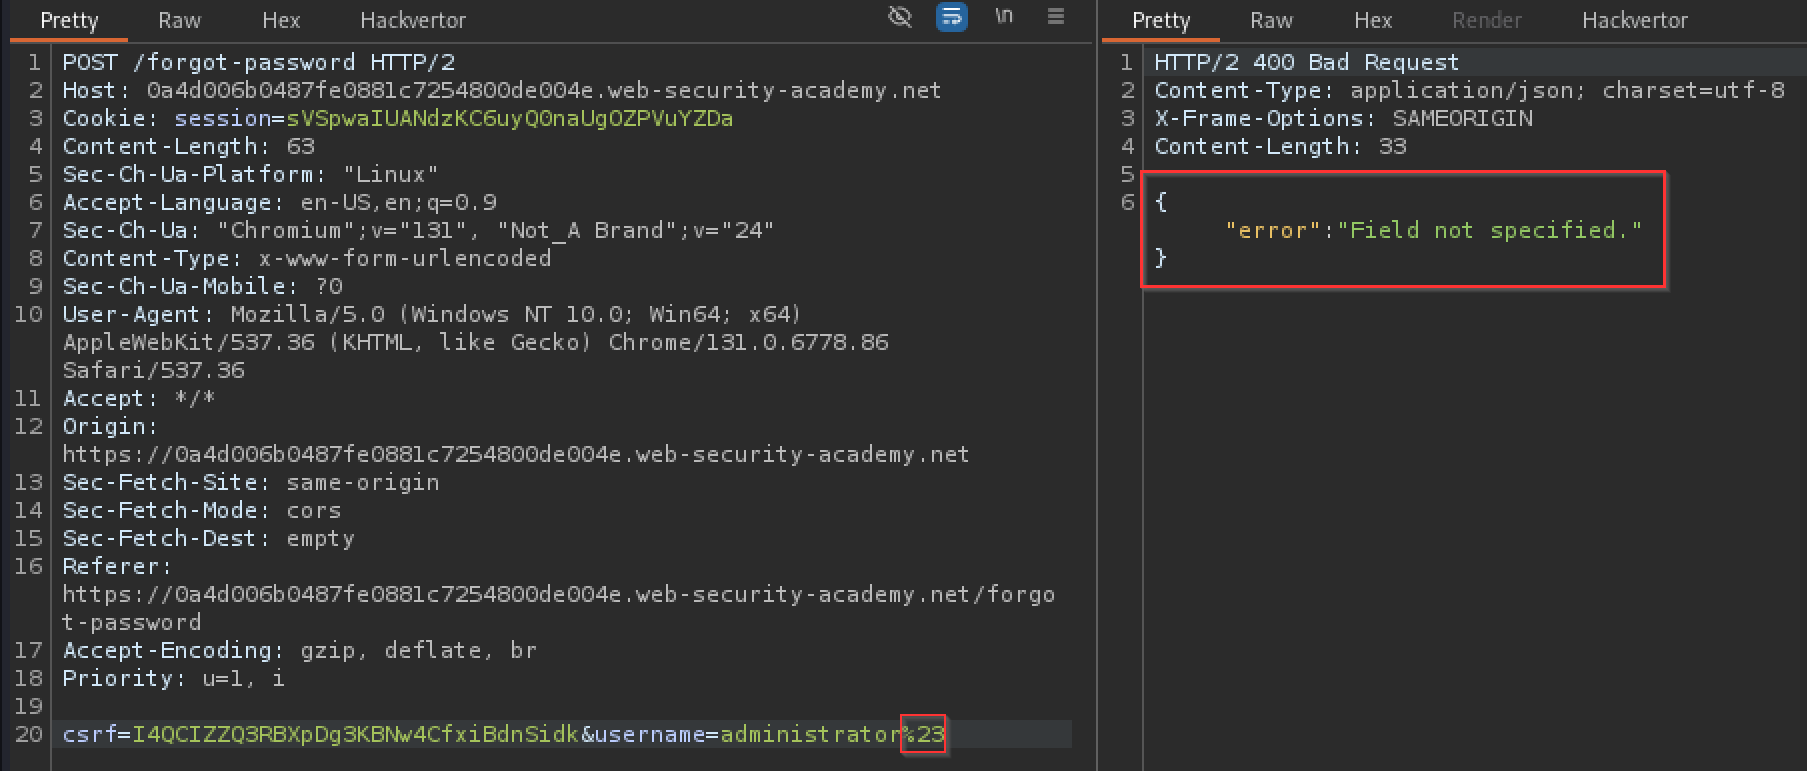 Pretty Raw Hex Hackvertor \n
1 POST /forgot-password HTTP/2
2 Host: 0a4d006b0487fe0881c7254800de004e.web-security-academy.net
3 Cookie: session=sVSpwaIUANdzKC6uyQ0naUgOZPVuYZDa
4 Content-Length: 63
5 Sec-Ch-Ua-Platform: "Linux"
6 Accept-Language: en-US,en;q=0.9
7 Sec-Ch-Ua: "Chromium";v="131", "Not_A Brand";v="24"
8 Content-Type: x-www-form-urlencoded
9 Sec-Ch-Ua-Mobile: ?0
10 User-Agent: Mozilla/5.0 (Windows NT 10.0; Win64; x64)
AppleWebKit/537.36 (KHTML, like Gecko) Chrome/131.0.6778.86
Safari/537.36
11 Accept: */*
12 Origin:
https://0a4d006b0487fe0881c7254800de004e.web-security-academy.net
13 Sec-Fetch-Site: same-origin
14 Sec-Fetch-Mode: cors
15 Sec-Fetch-Dest: empty
16 Referer:
https://0a4d006b0487fe0881c7254800de004e.web-security-academy.net/forgo
t-password
17 Accept-Encoding: gzip, deflate, br
18 Priority: u=1, i
19
20 csrf=I4QCIZZQ3RBXpDg3KBNw4CfxiBdnSidk&username=administrator%23
Pretty Raw Hex Render Hackvertor
1 HTTP/2 400 Bad Request
2 Content-Type: application/json; charset=utf-8
3 X-Frame-Options: SAMEORIGIN
4 Content-Length: 33
5
6 {
"error":"Field not specified."
}